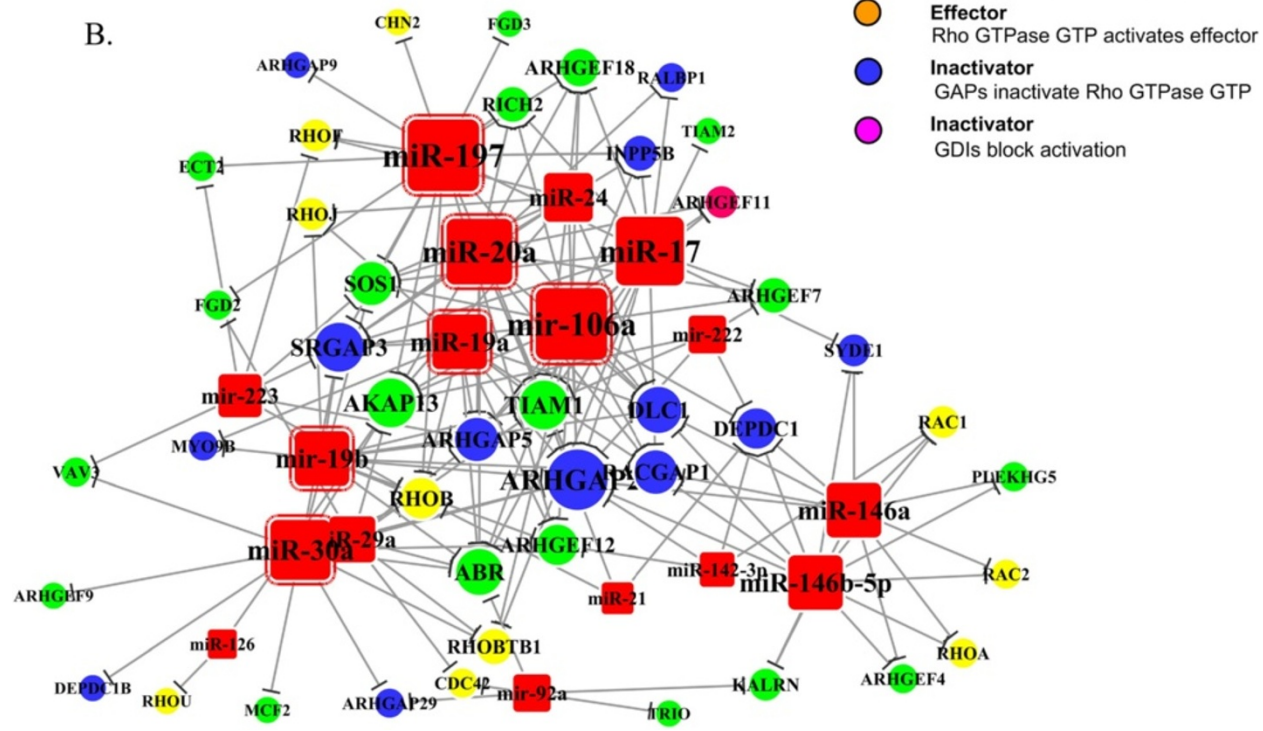 B.
CHN2
FGD3
Effector
Rho GTPase GTP activates effector
Inactivator
GAPs inactivate Rho GTPase GTP
Inactivator
GDIs block activation
ARHGAP9
ARHGEF18
RALBP1
RICH2
RHOF
miR-197
TIAM2
ECT2
INPP5B
miR-24
ARHGEF11
RHOJ
miR-20a
miR-17
SOS1
FGD2
ARHGEF7
mir-106a
SRGAP3
miR-19a
mir-222
SYDE1
mir-223
AKAP13
TIAM1
DLC1
RAC1
MYO9B
ARHGAP5
DEPDC1
mir-19b
VAV3
RACGAP1
PLEKHG5
RHOB
miR-146a
miR-30a
ARHGEF12
ABR
miR-142-3p
miR-146b-5p
RAC2
ARHGEF9
miR-21
miR-126
RHOBTB1
RHOA
DEPDC1B
RHOU
MCF2
CDC42
ARHGAP29
mir-92a
KALRN
ARHGEF4
TRIO